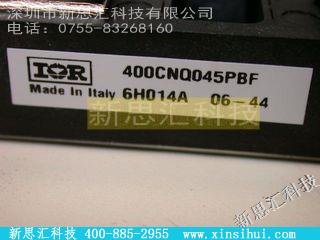 深圳市新思汇科技有限公司
电话：0755-83268160
IOR 400CNQ045PBF
Made In Italy 6H014A 06-44
新思汇科技
新思汇科技
新思汇科技 400-885-2955 www.xinsihui.com